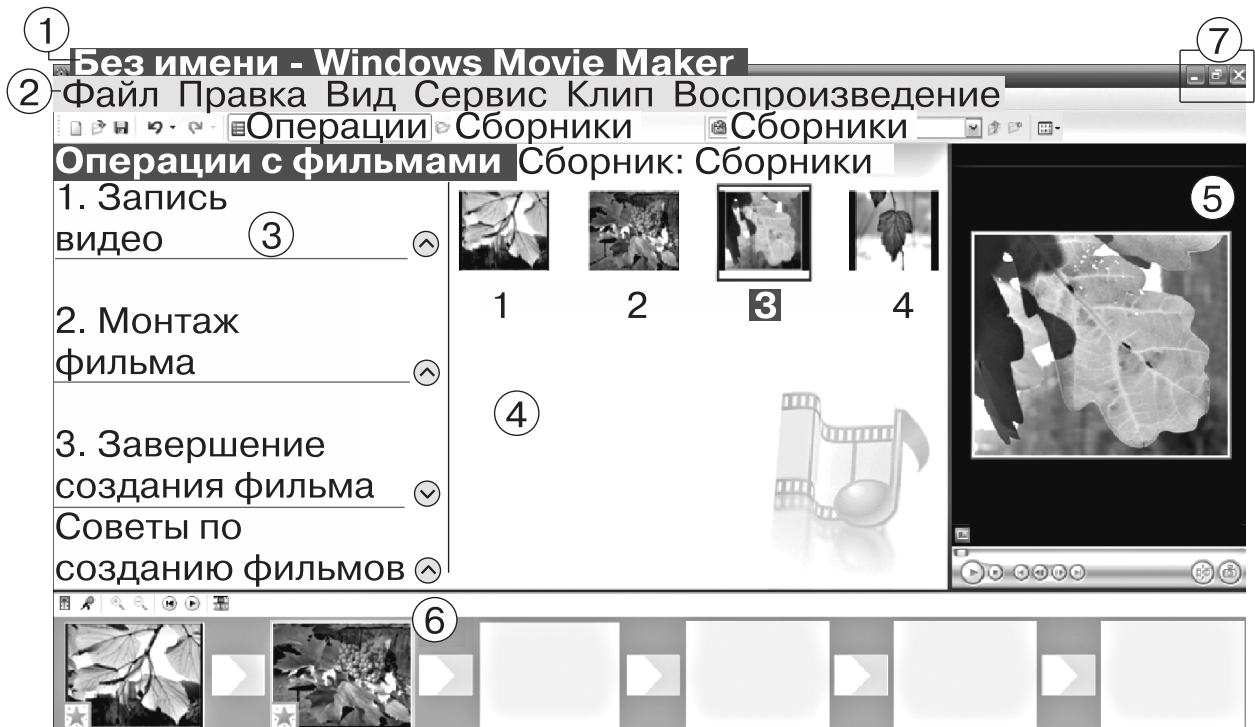 1
7
Без имени - Windows Movie Maker
2
Файл Правка Вид Сервис Клип Воспроизведение
Операции Сборники Сборники
Операции с фильмами Сборник: Сборники
1. Запись
видео
3
5
1 2 3 4
2. Монтаж
фильма
4
3. Завершение
создания фильма
Советы по
созданию фильмов
6